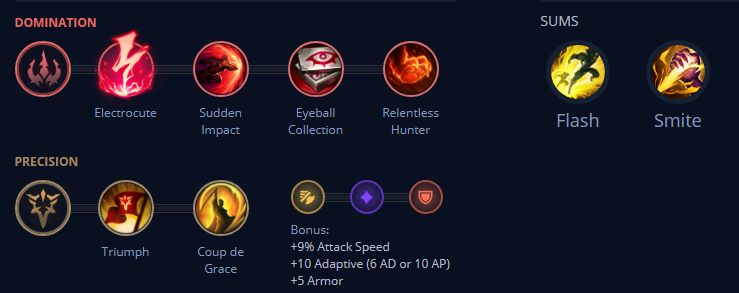 DOMINATION
SUMS
Electrocute
Sudden
Impact
Eyeball
Collection
Relentless
Hunter
Flash
Smite
PRECISION
Triumph
Coup de
Grace
Bonus:
+9% Attack Speed
+10 Adaptive (6 AD or 10 AP)
+5 Armor